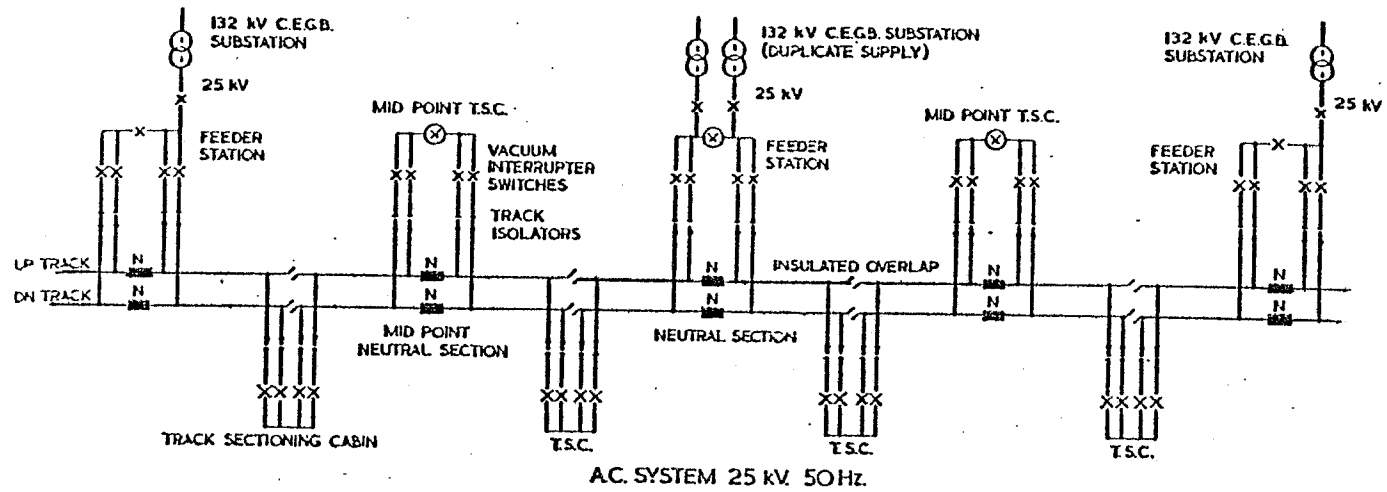 132 kV C.E.G.B.
SUBSTATION
25 kV
FEEDER
STATION
MID POINT T.S.C.
VACUUM
INTERRUPTER
SWITCHES
TRACK
ISOLATORS
132 kV C.E.G.B. SUBSTATION
(DUPLICATE SUPPLY)
25 kV
FEEDER
STATION
MID POINT T.S.C.
132 kV C.E.G.B.
SUBSTATION
25 kV
FEEDER
STATION
UP TRACK
N
N
N
INSULATED OVERLAP
N
N
DN TRACK
N
N
N
N
N
MID POINT
NEUTRAL SECTION
NEUTRAL SECTION
TRACK SECTIONING CABIN
T.S.C.
T.S.C.
T.S.C.
A.C. SYSTEM 25 kV. 50 Hz.